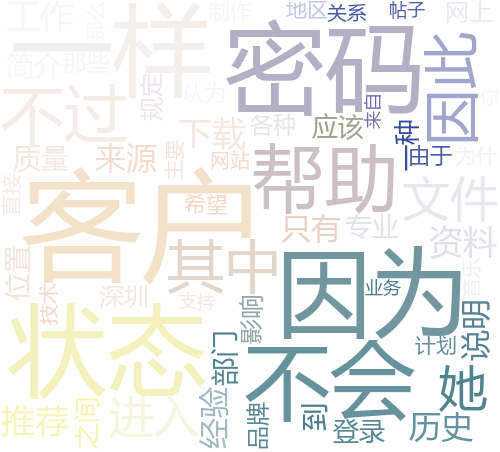 工作
那么
制作
地区
关系
帖子
网上
一样
密码
因此
简介
那些
规定
认为
来自
你
不过
各种
应该
一种
由于
为什
质量
来源
下载
主要
网站
帮助
直接
客户
希望
文件
其中
只有
专业
资料
位置
技术
深圳
支持
因为
业务
音乐
状态
影响
部门
不会
计划
说明
她
推荐
之间
进入
经验
品牌
到
登录
历史